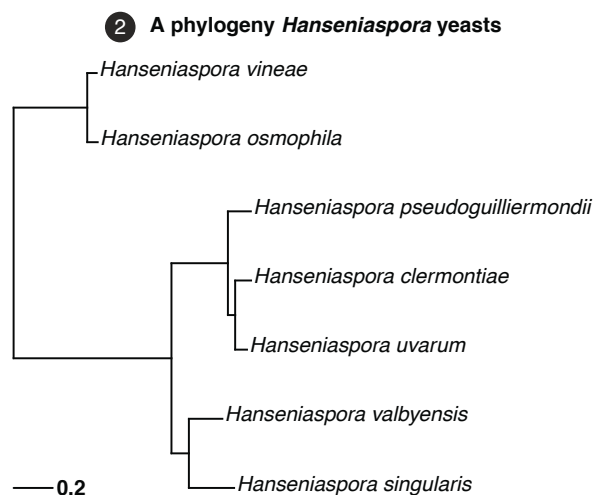 2 A phylogeny Hanseniaspora yeasts
Hanseniaspora vineae
Hanseniaspora osmophila
Hanseniaspora pseudoguilliermondii
Hanseniaspora clermontiae
Hanseniaspora uvarum
Hanseniaspora valbyensis
Hanseniaspora singularis
0.2